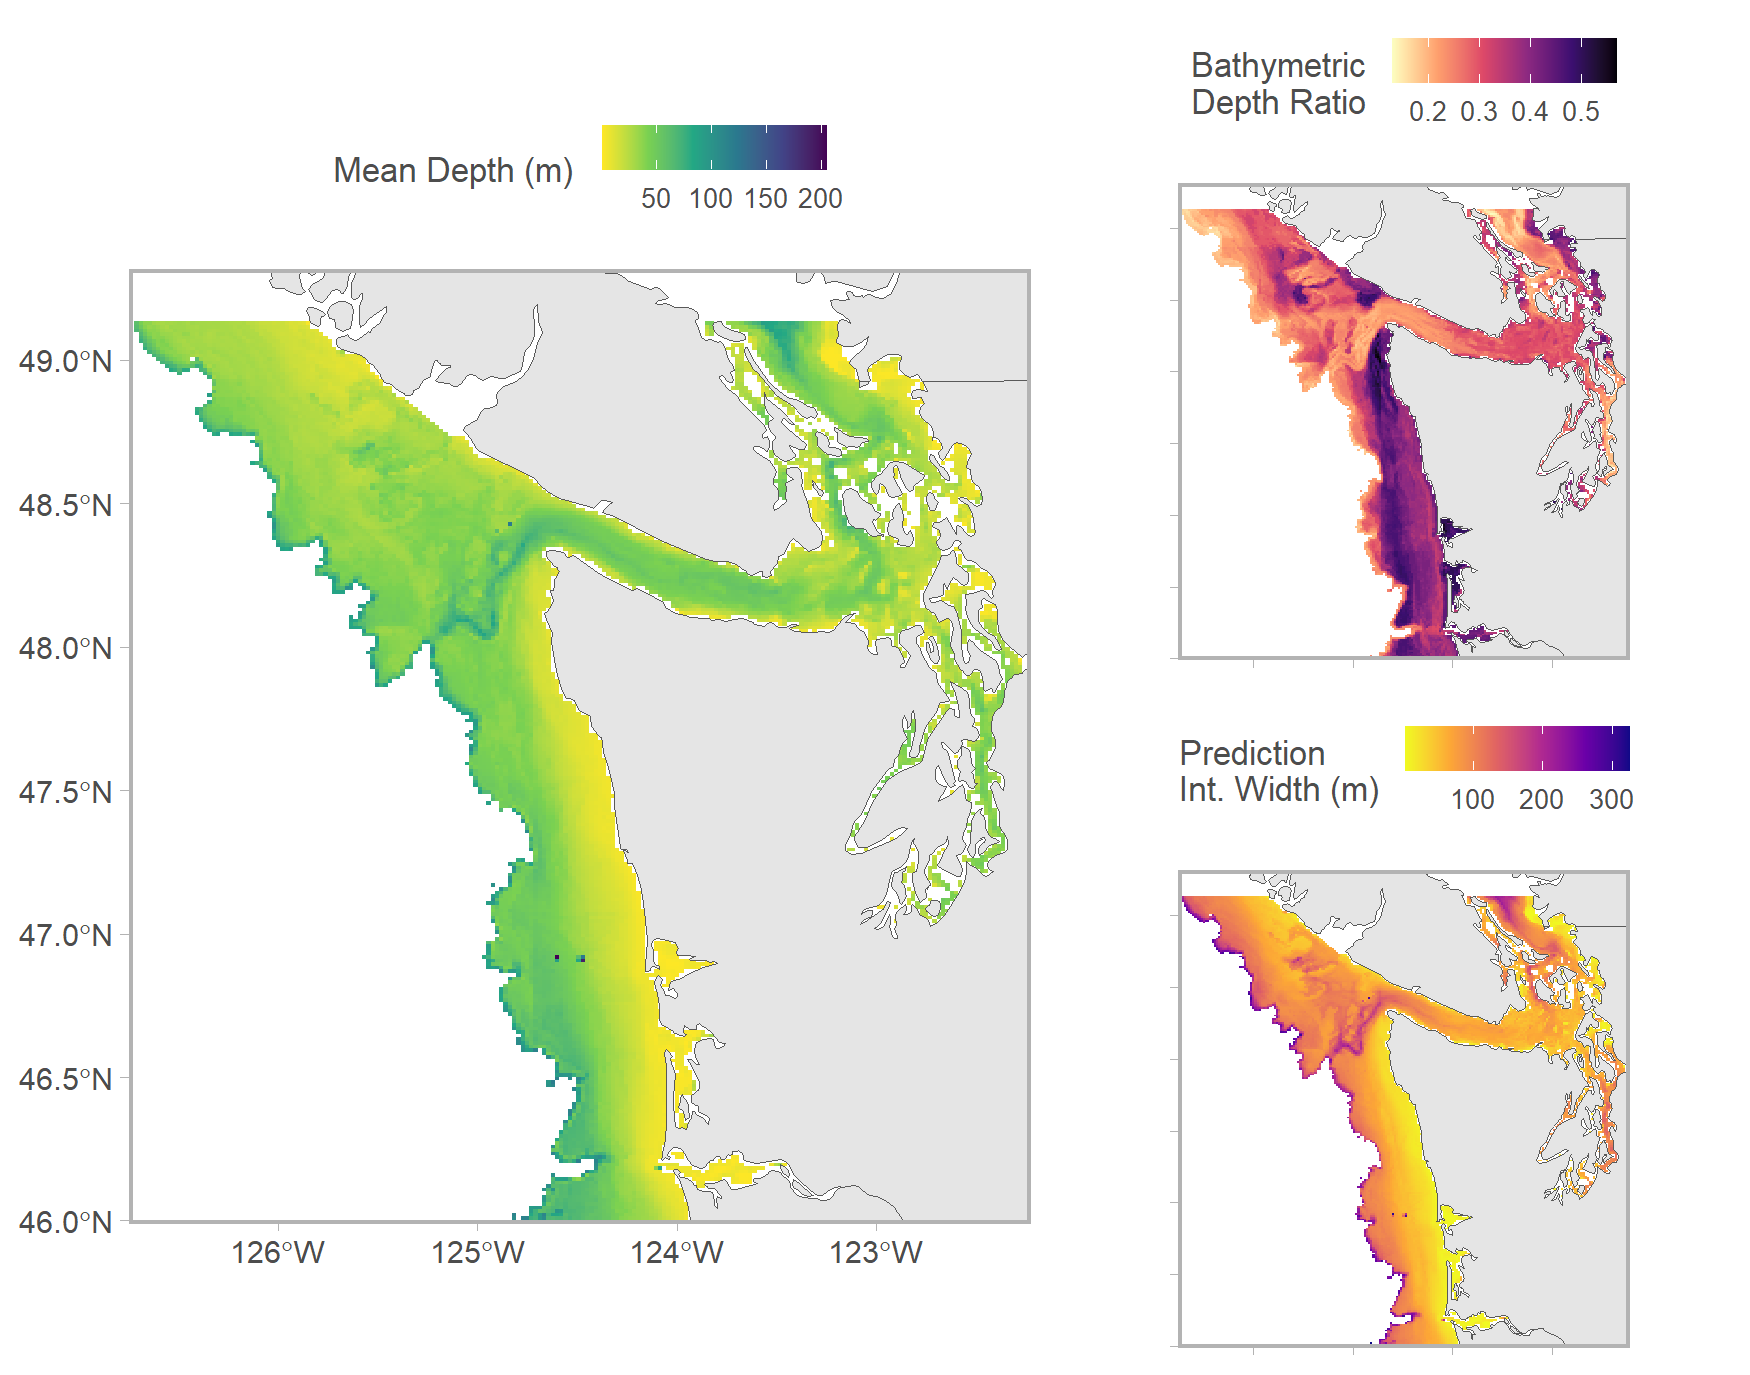 Mean Depth (m)
50 100 150 200
49.0°N
48.5°N
48.0°N
47.5°N
47.0°N
46.5°N
46.0°N
126°W 125°W 124°W 123°W
Bathymetric
Depth Ratio
0.2 0.3 0.4 0.5
Prediction
Int. Width (m)
100 200 300